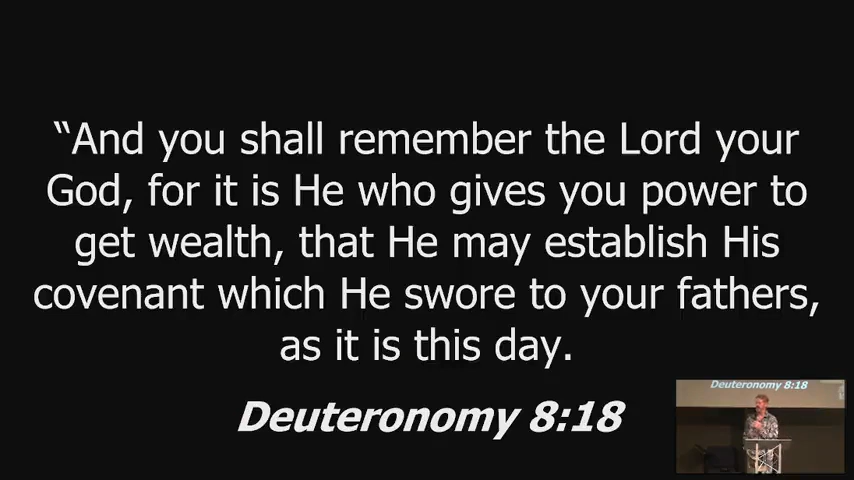 “And you shall remember the Lord your
God, for it is He who gives you power to
get wealth, that He may establish His
covenant which He swore to your fathers,
as it is this day.
Deuteronomy 8:18
Deuteronomy 8:18